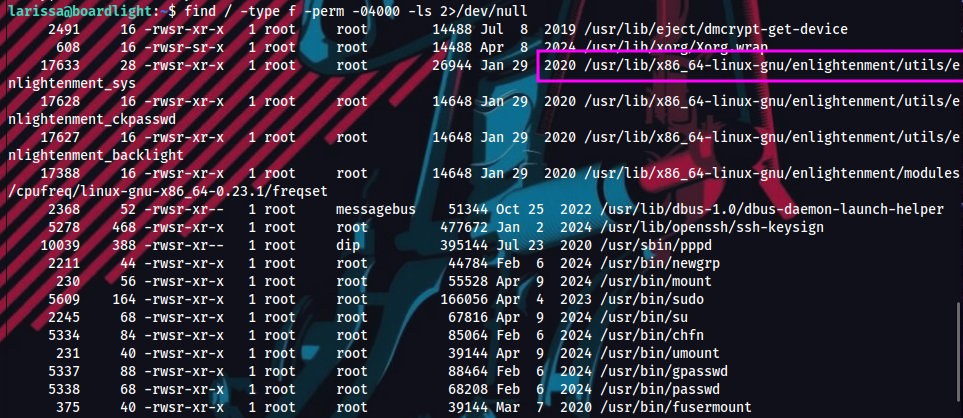 larissa@boardlight:~$ find / -type f -perm -04000 -ls 2>/dev/null
2491 16 -rwsr-xr-x 1 root root 14488 Jul 8 2019 /usr/lib/eject/dmcrypt-get-device
608 16 -rwsr-sr-x 1 root root 14488 Apr 8 2024 /usr/lib/xorg/Xorg.wrap
17633 28 -rwsr-xr-x 1 root root 26944 Jan 29 2020 /usr/lib/x86_64-linux-gnu/enlightenment/utils/e
nlightenment_sys
17628 16 -rwsr-xr-x 1 root root 14648 Jan 29 2020 /usr/lib/x86_64-linux-gnu/enlightenment/utils/e
nlightenment_ckpasswd
17627 16 -rwsr-xr-x 1 root root 14648 Jan 29 2020 /usr/lib/x86_64-linux-gnu/enlightenment/utils/e
nlightenment_backlight
17388 16 -rwsr-xr-x 1 root root 14648 Jan 29 2020 /usr/lib/x86_64-linux-gnu/enlightenment/modules
/cpufreq/linux-gnu-x86_64-0.23.1/freqset
2368 52 -rwsr-xr-- 1 root messagebus 51344 Oct 25 2022 /usr/lib/dbus-1.0/dbus-daemon-launch-helper
5278 468 -rwsr-xr-x 1 root root 477672 Jan 2 2024 /usr/lib/openssh/ssh-keysign
10039 388 -rwsr-xr-- 1 root dip 395144 Jul 23 2020 /usr/sbin/pppd
2211 44 -rwsr-xr-x 1 root root 44784 Feb 6 2024 /usr/bin/newgrp
230 56 -rwsr-xr-x 1 root root 55528 Apr 9 2024 /usr/bin/mount
5609 164 -rwsr-xr-x 1 root root 166056 Apr 4 2023 /usr/bin/sudo
2245 68 -rwsr-xr-x 1 root root 67816 Apr 9 2024 /usr/bin/su
5334 84 -rwsr-xr-x 1 root root 85064 Feb 6 2024 /usr/bin/chfn
231 40 -rwsr-xr-x 1 root root 39144 Apr 9 2024 /usr/bin/umount
5337 88 -rwsr-xr-x 1 root root 88464 Feb 6 2024 /usr/bin/gpasswd
5338 68 -rwsr-xr-x 1 root root 68208 Feb 6 2024 /usr/bin/passwd
375 40 -rwsr-xr-x 1 root root 39144 Mar 7 2020 /usr/bin/fusermount